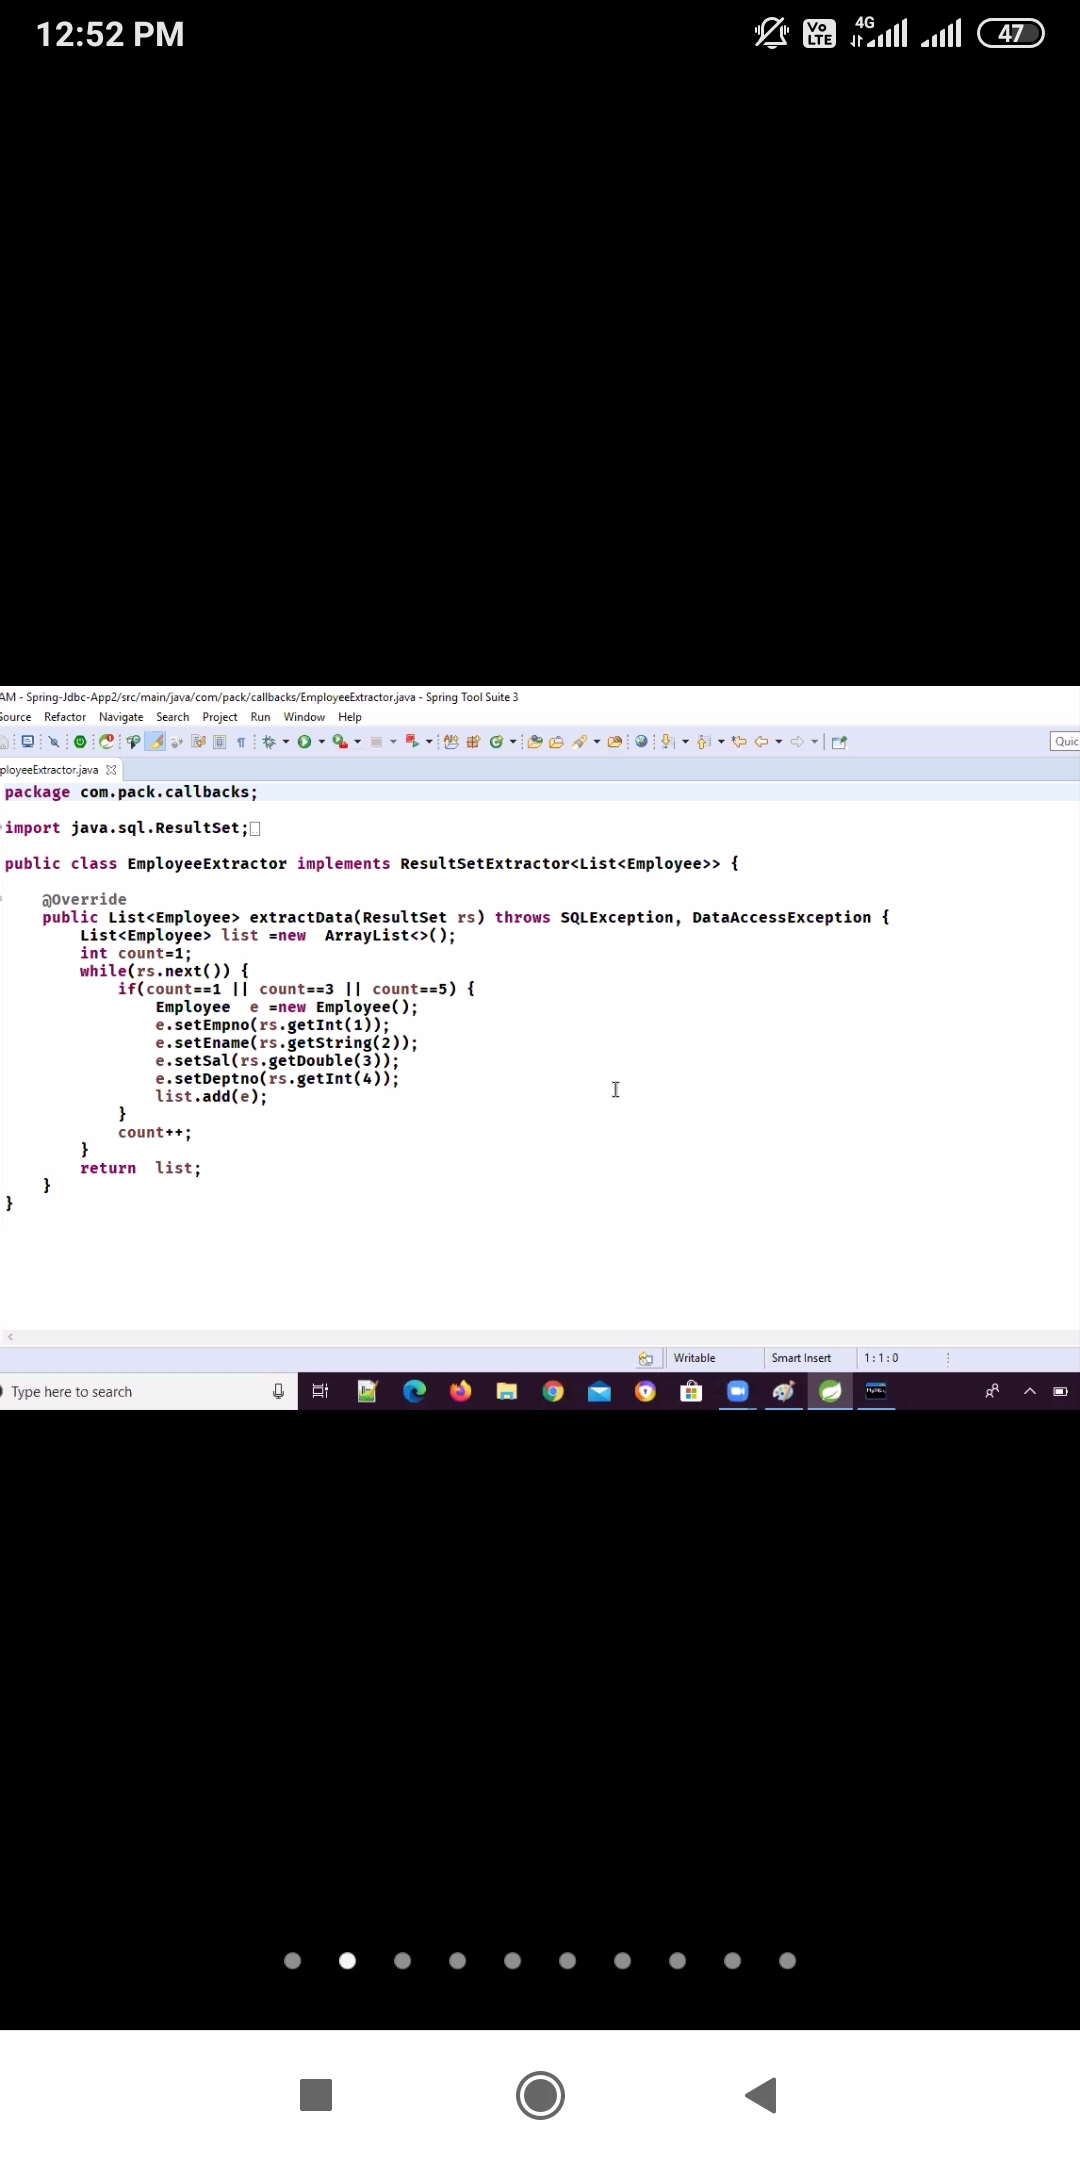 12:52 PM
Vo LTE
4G
47
AM - Spring-Jdbc-App2/src/main/java/com/pack/callbacks/EmployeeExtractor.java - Spring Tool Suite 3
Source Refactor Navigate Search Project Run Window Help
Quic
ployeeExtractor.java
package com.pack.callbacks;
import java.sql.ResultSet;
public class EmployeeExtractor implements ResultSetExtractor<List<Employee>> {
@Override
public List<Employee> extractData(ResultSet rs) throws SQLException, DataAccessException {
List<Employee> list =new  ArrayList<>();
int count=1;
while(rs.next()) {
if(count==1 || count==3 || count==5) {
Employee  e =new Employee();
e.setEmpno(rs.getInt(1));
e.setEname(rs.getString(2));
e.setSal(rs.getDouble(3));
e.setDeptno(rs.getInt(4));
list.add(e);
}
count++;
}
return  list;
}
}
Writable Smart Insert 1 : 1 : 0
Type here to search